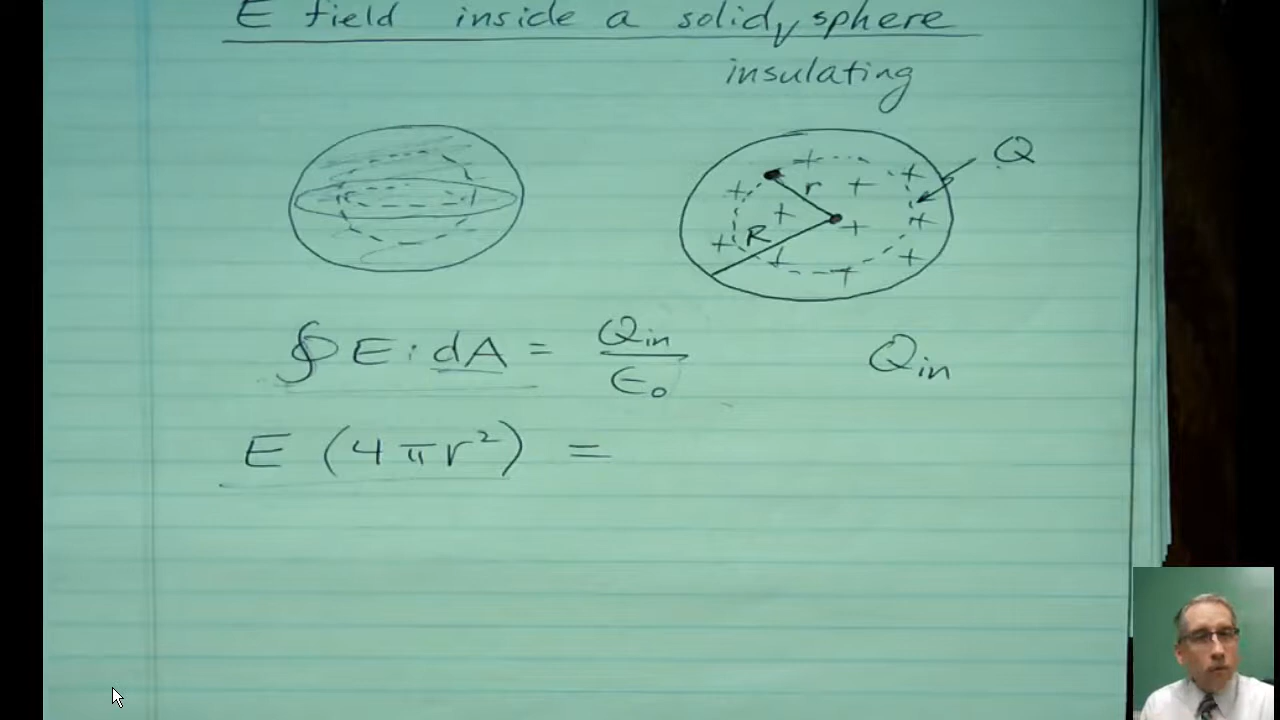 E field inside a solid sphere
insulating
Q
r
R
∮ E · dA = Qin / ϵ₀
Qin
E (4πr²) =